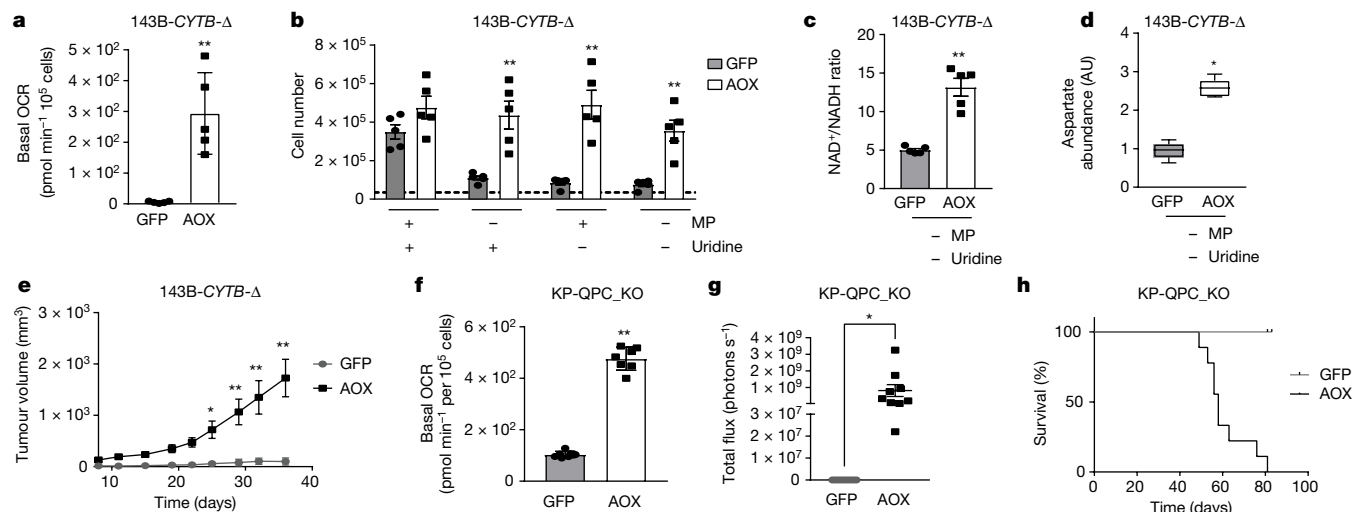 a
143B-CYTB-Δ
Basal OCR
(pmol min⁻¹ 10⁵ cells)
5 × 10²
4 × 10²
3 × 10²
2 × 10²
1 × 10²
0
**
GFP AOX
b
8 × 10⁵
6 × 10⁵
4 × 10⁵
2 × 10⁵
0
Cell number
** ** **
GFP
AOX
+ − + − MP
+ + − − Uridine
c
143B-CYTB-Δ
NAD⁺/NADH ratio
20
15
10
5
0
**
GFP AOX
− MP
− Uridine
d
143B-CYTB-Δ
Aspartate
abundance (AU)
4
3
2
1
0
*
GFP AOX
− MP
− Uridine
e
143B-CYTB-Δ
Tumour volume (mm³)
3 × 10³
2 × 10³
1 × 10³
0
* ** ** **
GFP
AOX
10 20 30 40
Time (days)
f
KP-QPC_KO
Basal OCR
(pmol min⁻¹ per 10⁵ cells)
6 × 10²
4 × 10²
2 × 10²
0
**
GFP AOX
g
KP-QPC_KO
Total flux (photons s⁻¹)
4 × 10⁹
3 × 10⁹
2 × 10⁹
1 × 10⁹
3 × 10⁷
2 × 10⁷
1 × 10⁷
0
*
GFP AOX
h
KP-QPC_KO
Survival (%)
100
50
0
GFP
AOX
0 20 40 60 80 100
Time (days)